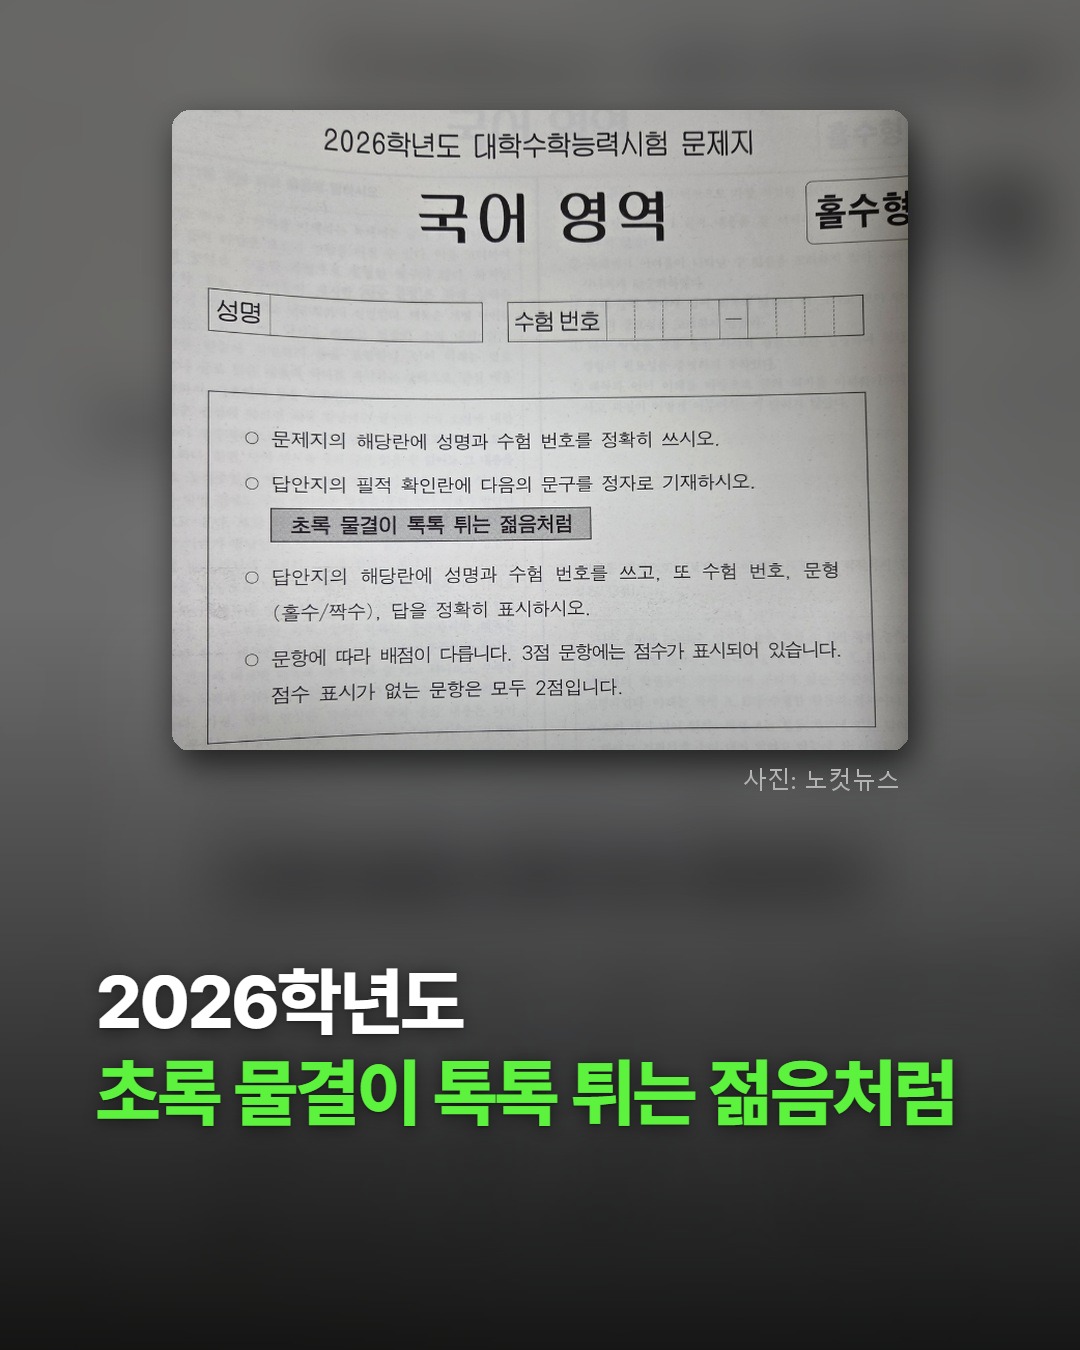 2026학년도 대학수학능력시험 문제지
국어 영역
홀수형
성명
수험 번호 —
○ 문제지의 해당란에 성명과 수험 번호를 정확히 쓰시오.
○ 답안지의 필적 확인란에 다음의 문구를 정자로 기재하시오.
초록 물결이 톡톡 튀는 젊음처럼
○ 답안지의 해당란에 성명과 수험 번호를 쓰고, 또 수험 번호, 문형
(홀수/짝수), 답을 정확히 표시하시오.
○ 문항에 따라 배점이 다릅니다. 3점 문항에는 점수가 표시되어 있습니다.
점수 표시가 없는 문항은 모두 2점입니다.
사진: 노컷뉴스
2026학년도
초록 물결이 톡톡 튀는 젊음처럼